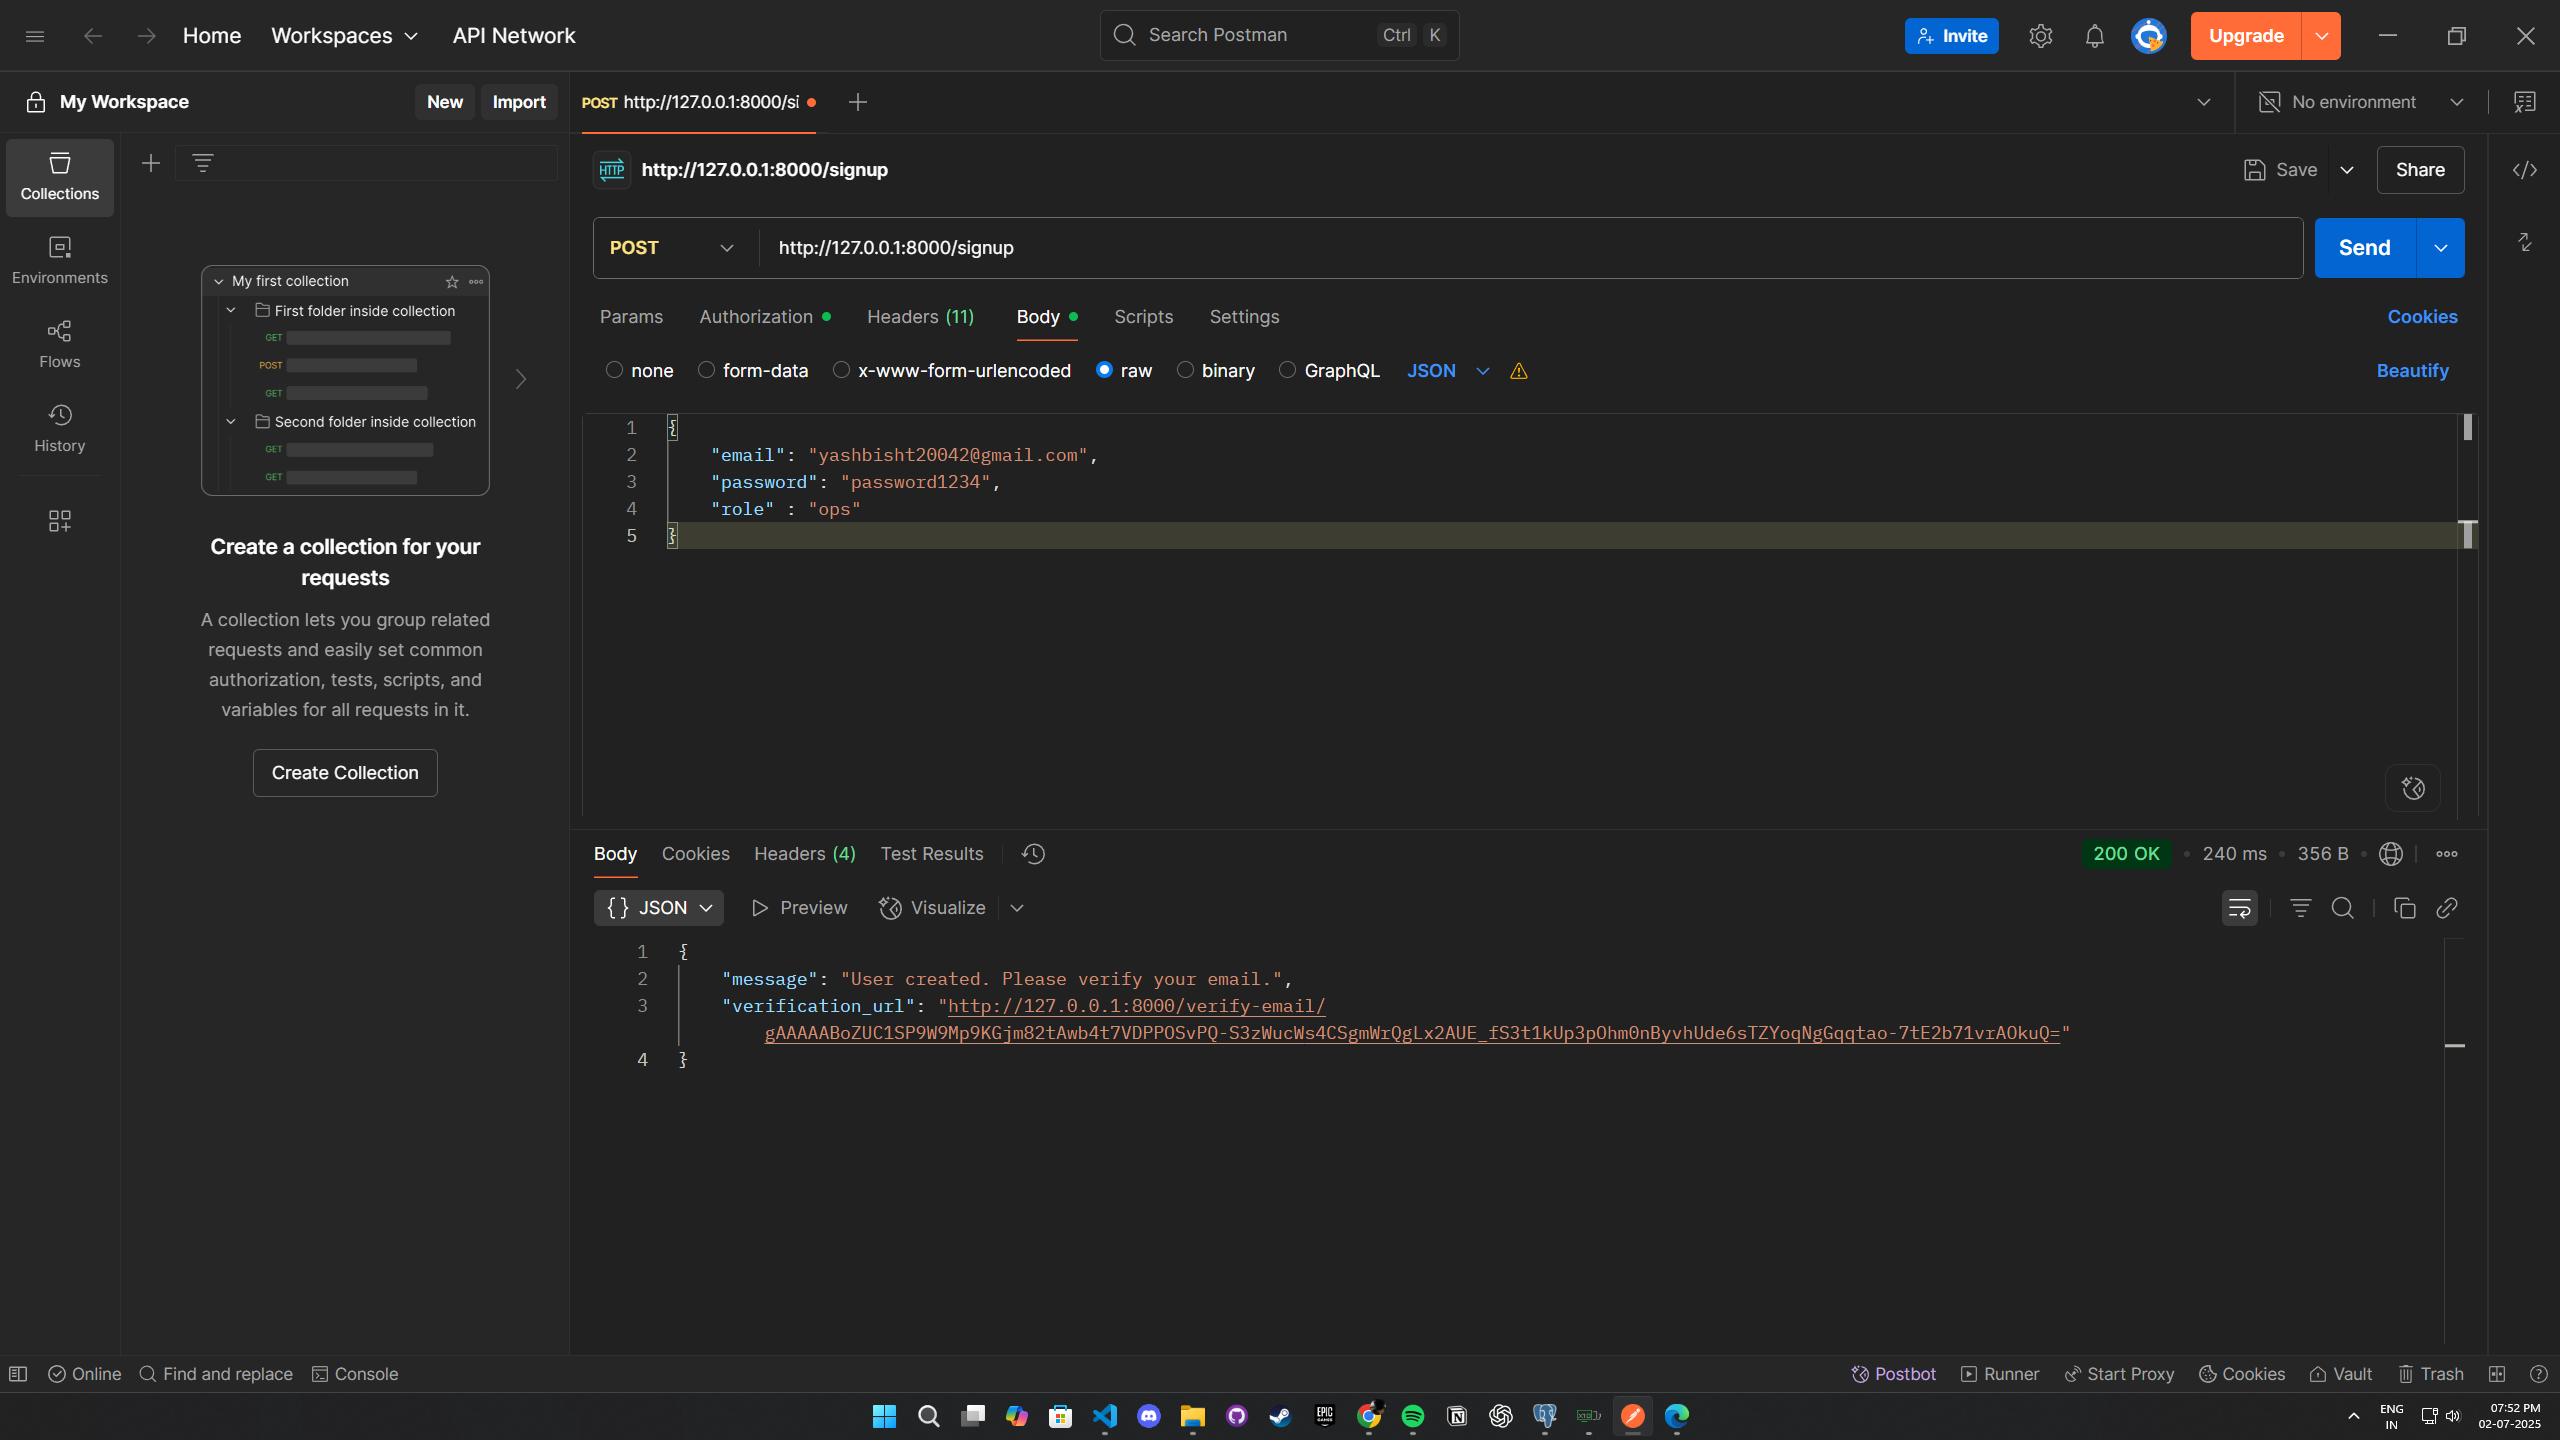 Home
Workspaces
API Network
Search Postman
Ctrl
K
Invite
Upgrade
My Workspace
New
Import
POST http://127.0.0.1:8000/si
No environment
Collections
Environments
Flows
History
My first collection
First folder inside collection
GET
POST
GET
Second folder inside collection
GET
GET
Create a collection for your
requests
A collection lets you group related
requests and easily set common
authorization, tests, scripts, and
variables for all requests in it.
Create Collection
HTTP
http://127.0.0.1:8000/signup
Save
Share
POST
http://127.0.0.1:8000/signup
Send
Params
Authorization
Headers (11)
Body
Scripts
Settings
Cookies
none
form-data
x-www-form-urlencoded
raw
binary
GraphQL
JSON
Beautify
1 {
2 "email": "yashbisht20042@gmail.com",
3 "password": "password1234",
4 "role" : "ops"
5 }
Body
Cookies
Headers (4)
Test Results
200 OK
240 ms
356 B
{} JSON
Preview
Visualize
1 {
2 "message": "User created. Please verify your email.",
3 "verification_url": "http://127.0.0.1:8000/verify-email/
gAAAAABoZUC1SP9W9Mp9KGjm82tAwb4t7VDPPOSvPQ-S3zWucWs4CSgmWrQgLx2AUE_fS3t1kUp3pOhm0nByvhUde6sTZYoqNgGqqtao-7tE2b71vrAOkuQ="
4 }
Online
Find and replace
Console
Postbot
Runner
Start Proxy
Cookies
Vault
Trash
EPIC
GAMES
ENG
IN
07:52 PM
02-07-2025